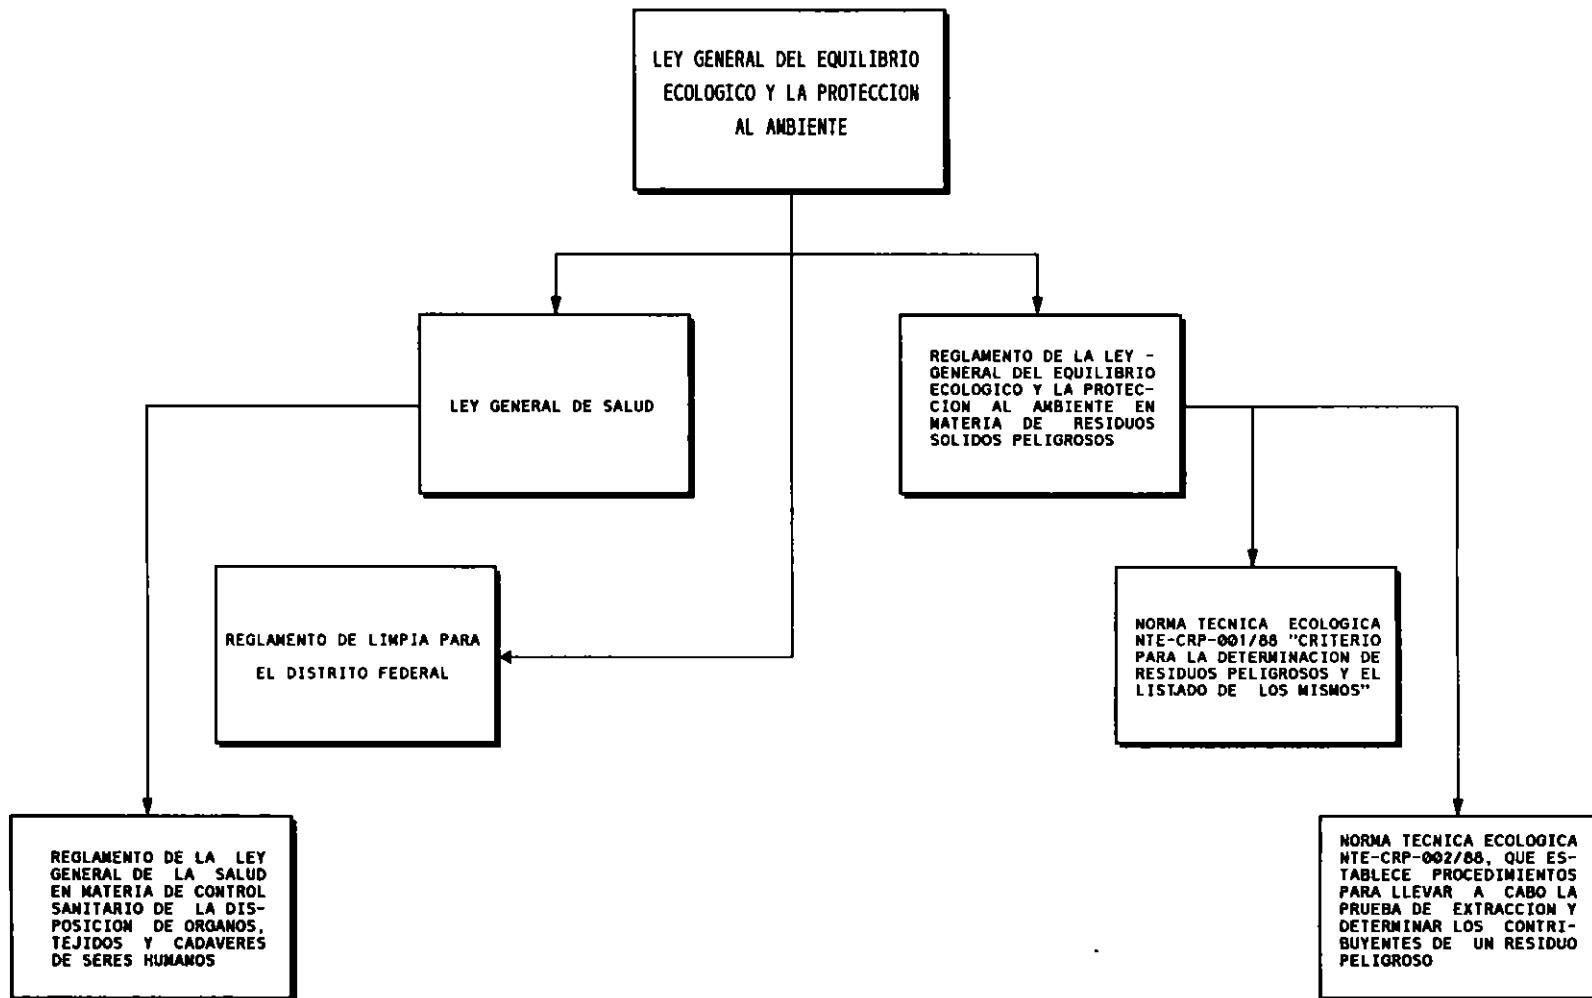 LEY GENERAL DEL EQUILIBRIO
ECOLOGICO Y LA PROTECCION
AL AMBIENTE
LEY GENERAL DE SALUD
REGLAMENTO DE LA LEY -
GENERAL DEL EQUILIBRIO
ECOLOGICO Y LA PROTEC-
CION AL AMBIENTE EN
MATERIA DE RESIDUOS
SOLIDOS PELIGROSOS
REGLAMENTO DE LIMPIA PARA
EL DISTRITO FEDERAL
NORMA TECNICA ECOLOGICA
NTE-CRP-001/88 "CRITERIO
PARA LA DETERMINACION DE
RESIDUOS PELIGROSOS Y EL
LISTADO DE LOS MISMOS"
REGLAMENTO DE LA LEY
GENERAL DE LA SALUD
EN MATERIA DE CONTROL
SANITARIO DE LA DIS-
POSICION DE ORGANOS,
TEJIDOS Y CADAVERES
DE SERES HUMANOS
NORMA TECNICA ECOLOGICA
NTE-CRP-002/88, QUE ES-
TABLECE PROCEDIMIENTOS
PARA LLEVAR A CABO LA
PRUEBA DE EXTRACCION Y
DETERMINAR LOS CONTRI-
BUYENTES DE UN RESIDUO
PELIGROSO